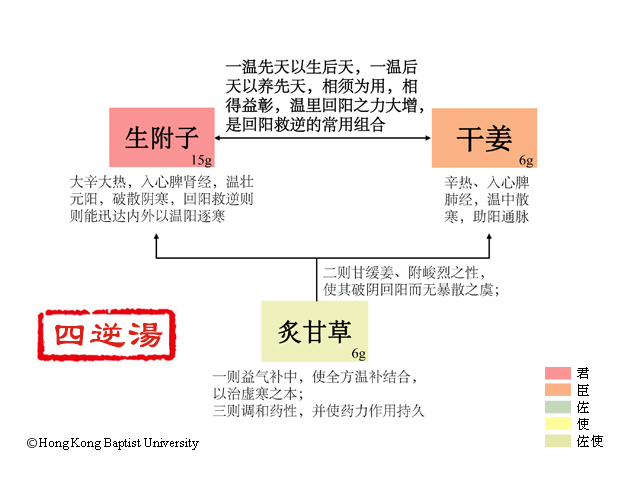 一温先天以生后天，一温后
天以养先天，相须为用，相
得益彰，温里回阳之力大增，
是回阳救逆的常用组合
生附子
15g
干姜
6g
大辛大热，入心脾肾经，温壮
元阳，破散阴寒，回阳救逆则
则能迅达内外以温阳逐寒
辛热、入心脾
肺经，温中散
寒，助阳通脉
二则甘缓姜、附峻烈之性，
使其破阴回阳而无暴散之虞；
四逆湯
炙甘草
6g
一则益气补中，使全方温补结合，
以治虚寒之本；
三则调和药性，并使药力作用持久
君
臣
佐
使
佐使
©Hong Kong Baptist University